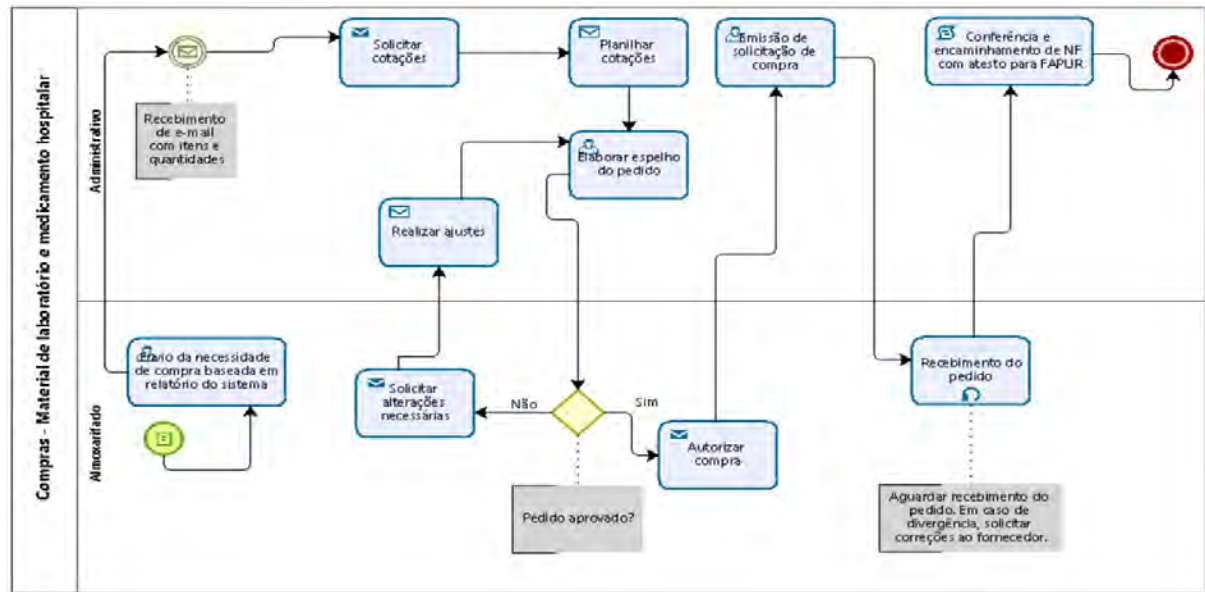 Compras - Material de laboratório e medicamento hospitalar
Administrativo
Recebimento
de e-mail
com itens e
quantidades
Solicitar
cotações
Planilhar
cotações
Elaborar espelho
do pedido
Realizar ajustes
Emissão de
solicitação de
compra
Conferência e
encaminhamento de NF
com atesto para FAPUR
Almoxarifado
Envio da necessidade
de compra baseada em
relatório do sistema
Solicitar
alterações
necessárias
Não
Sim
Pedido aprovado?
Autorizar
compra
Recebimento do
pedido
Aguardar recebimento do
pedido. Em caso de
divergência, solicitar
correções ao fornecedor.